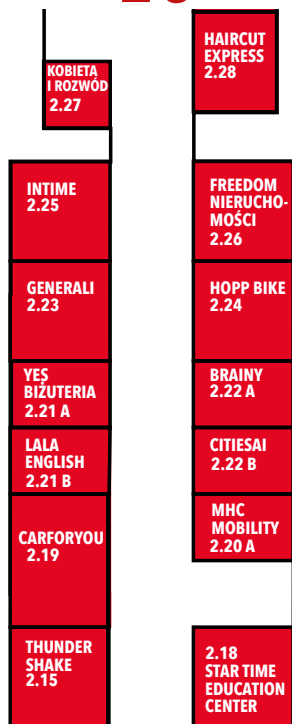 HAIRCUT
EXPRESS
2.28
KOBIETA
I ROZWÓD
2.27
INTIME
2.25
FREEDOM
NIERUCHO-
MOŚCI
2.26
GENERALI
2.23
HOPP BIKE
2.24
YES
BIŻUTERIA
2.21 A
BRAINY
2.22 A
LALA
ENGLISH
2.21 B
CITIESAI
2.22 B
CARFORYOU
2.19
MHC
MOBILITY
2.20 A
THUNDER
SHAKE
2.15
2.18
STAR TIME
EDUCATION
CENTER